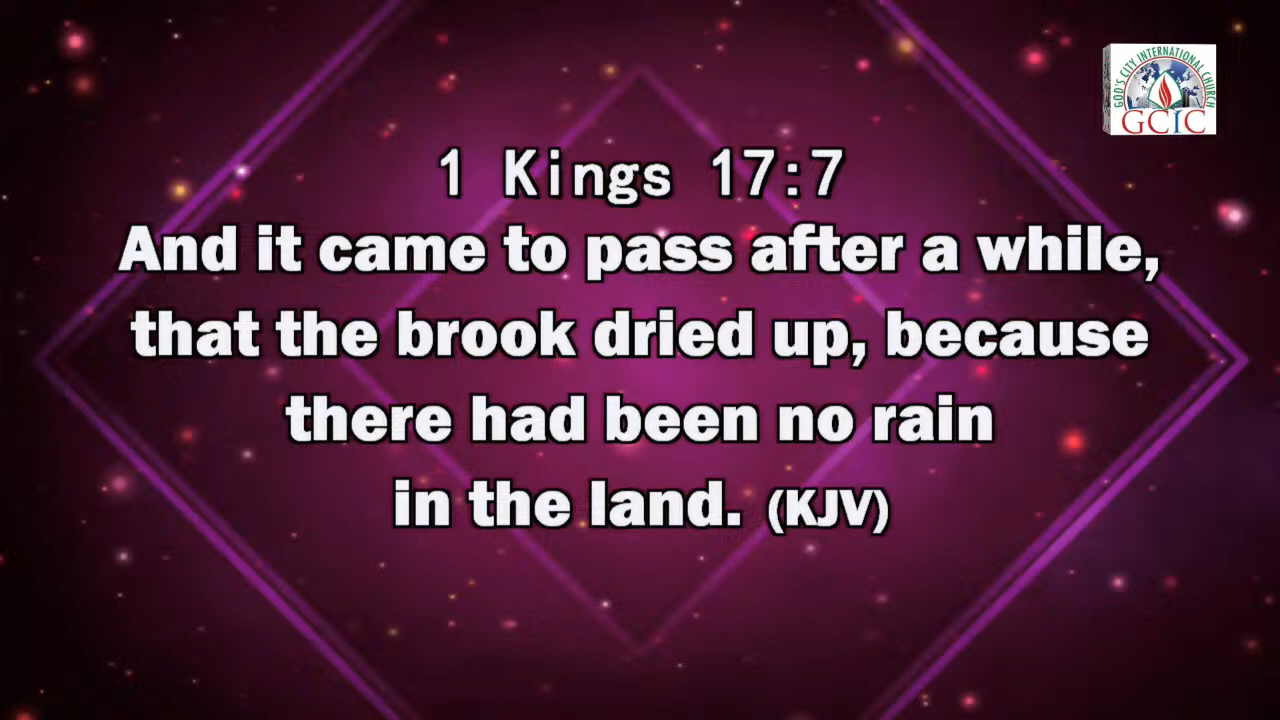 GOD'S CITY INTERNATIONAL CHURCH
GCIC
1 Kings 17:7
And it came to pass after a while,
that the brook dried up, because
there had been no rain
in the land. (KJV)